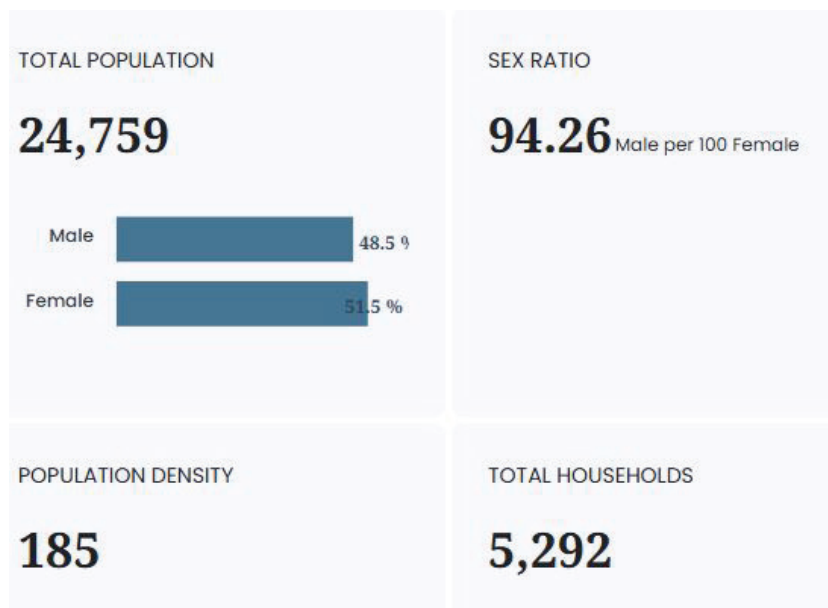 TOTAL POPULATION
24,759
Male 48.5 %
Female 51.5 %
SEX RATIO
94.26 Male per 100 Female
POPULATION DENSITY
185
TOTAL HOUSEHOLDS
5,292